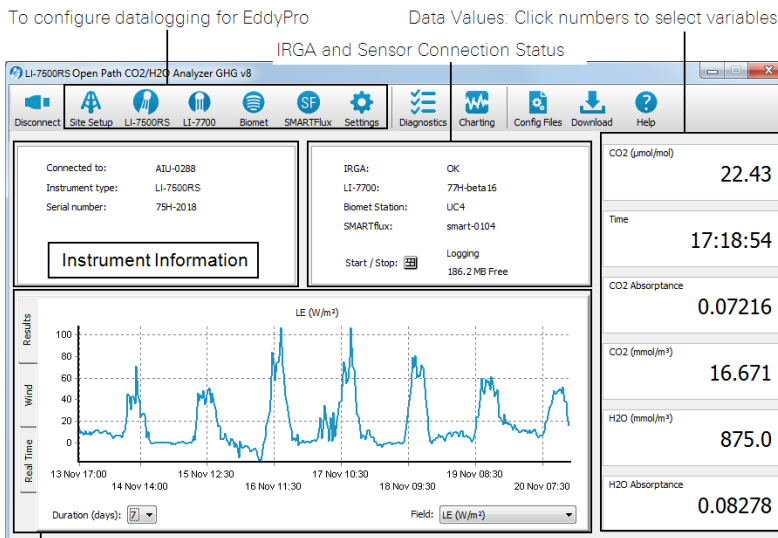 To configure datalogging for EddyPro
Data Values: Click numbers to select variables
IRGA and Sensor Connection Status
LI-7500RS Open Path CO2/H2O Analyzer GHG v8
Disconnect Site Setup LI-7500RS LI-7700 Biomet SMARTFlux Settings Diagnostics Charting Config Files Download Help
SF
Connected to: AIU-0288
Instrument type: LI-7500RS
Serial number: 75H-2018
Instrument Information
IRGA: OK
LI-7700: 77H-beta16
Biomet Station: UC4
SMARTflux: smart-0104
Start / Stop: Logging
186.2 MB Free
CO2 (µmol/mol)
22.43
Time
17:18:54
CO2 Absorptance
0.07216
CO2 (mmol/m³)
16.671
H2O (mmol/m³)
875.0
H2O Absorptance
0.08278
Results
Wind
Real Time
LE (W/m²)
100
80
60
40
20
0
13 Nov 17:00 15 Nov 12:30 17 Nov 10:30 19 Nov 08:30
14 Nov 14:00 16 Nov 11:30 18 Nov 09:30 20 Nov 07:30
Duration (days): 7
Field: LE (W/m²)